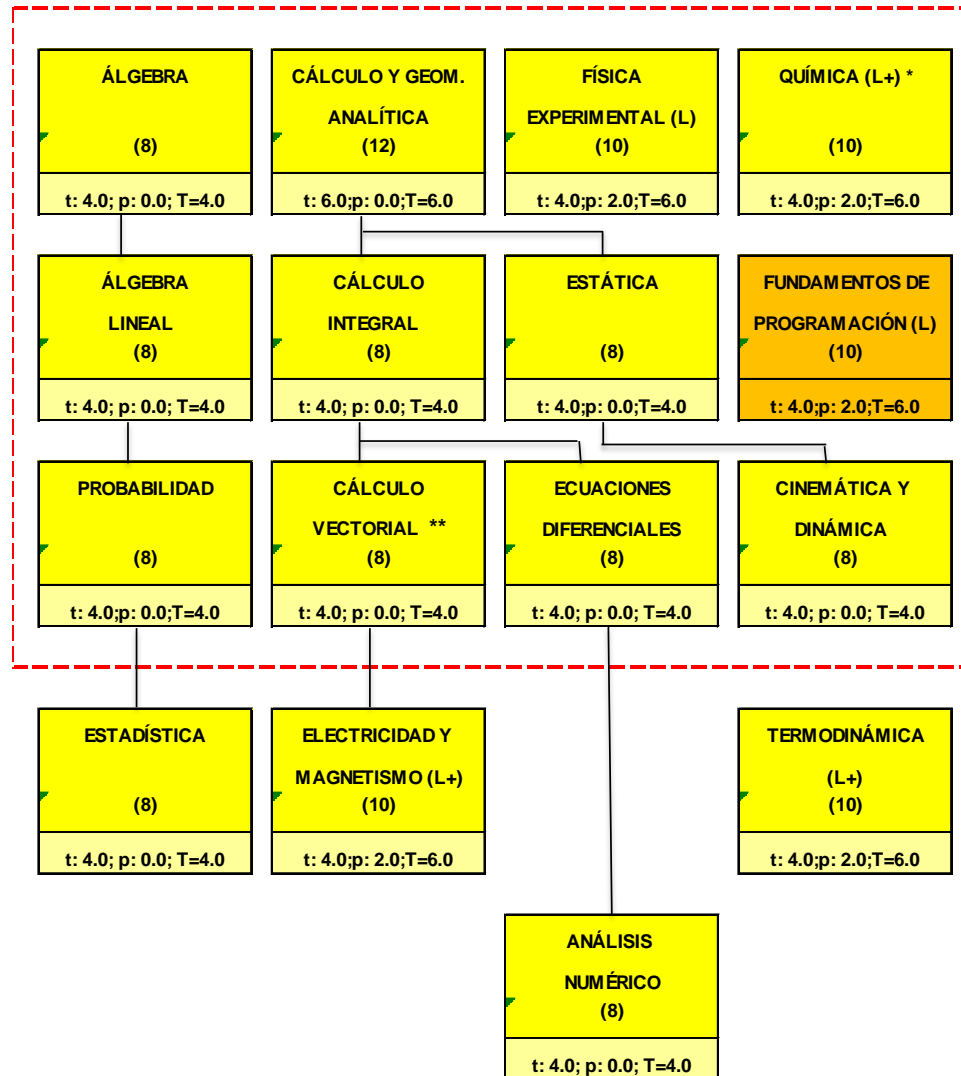 ÁLGEBRA
(8)
t: 4.0; p: 0.0; T=4.0
CÁLCULO Y GEOM.
ANALÍTICA
(12)
t: 6.0;p: 0.0;T=6.0
FÍSICA
EXPERIMENTAL (L)
(10)
t: 4.0;p: 2.0;T=6.0
QUÍMICA (L+) *
(10)
t: 4.0;p: 2.0;T=6.0
ÁLGEBRA
LINEAL
(8)
t: 4.0; p: 0.0; T=4.0
CÁLCULO
INTEGRAL
(8)
t: 4.0; p: 0.0; T=4.0
ESTÁTICA
(8)
t: 4.0;p: 0.0;T=4.0
FUNDAMENTOS DE
PROGRAMACIÓN (L)
(10)
t: 4.0;p: 2.0;T=6.0
PROBABILIDAD
(8)
t: 4.0;p: 0.0;T=4.0
CÁLCULO
VECTORIAL **
(8)
t: 4.0; p: 0.0; T=4.0
ECUACIONES
DIFERENCIALES
(8)
t: 4.0; p: 0.0; T=4.0
CINEMÁTICA Y
DINÁMICA
(8)
t: 4.0; p: 0.0; T=4.0
ESTADÍSTICA
(8)
t: 4.0; p: 0.0; T=4.0
ELECTRICIDAD Y
MAGNETISMO (L+)
(10)
t: 4.0;p: 2.0;T=6.0
TERMODINÁMICA
(L+)
(10)
t: 4.0;p: 2.0;T=6.0
ANÁLISIS
NUMÉRICO
(8)
t: 4.0; p: 0.0; T=4.0